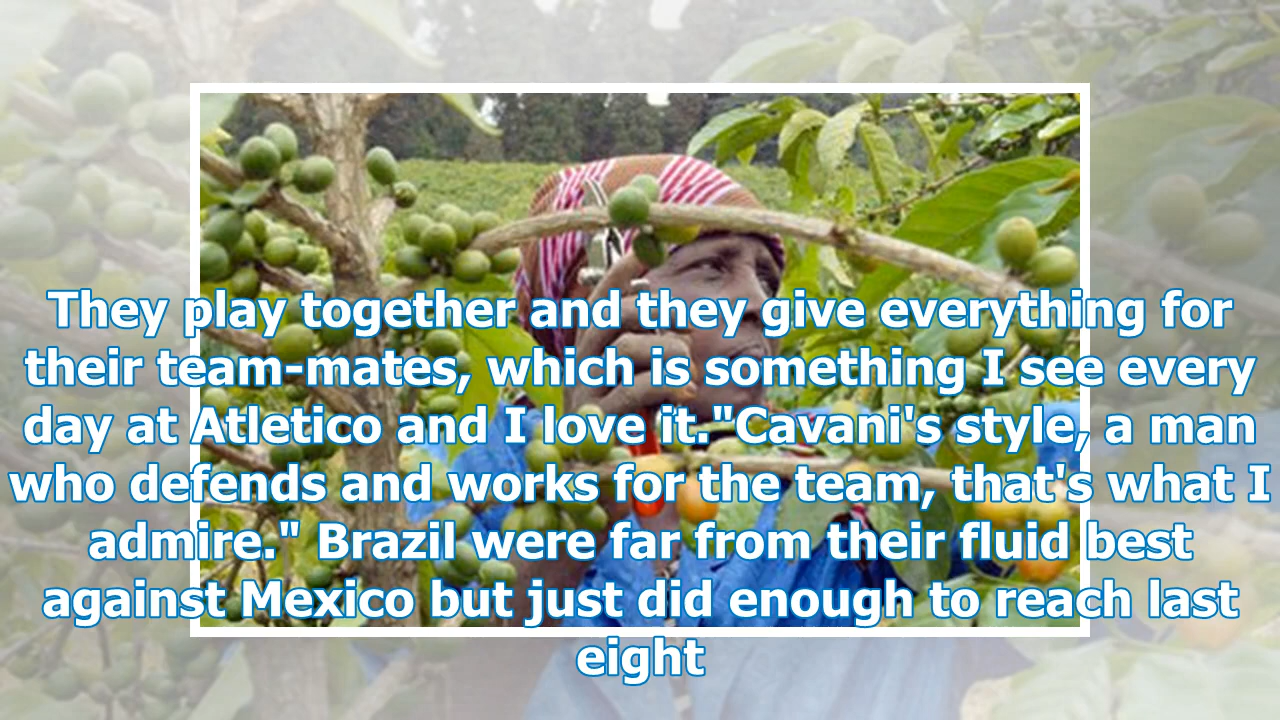 They play together and they give everything for
their team-mates, which is something I see every
day at Atletico and I love it."Cavani's style, a man
who defends and works for the team, that's what I
admire." Brazil were far from their fluid best
against Mexico but just did enough to reach last
eight